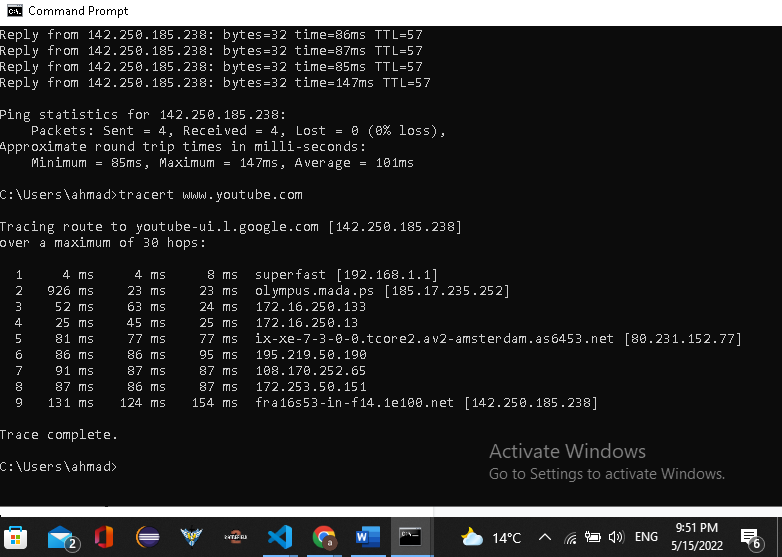 Command Prompt
Reply from 142.250.185.238: bytes=32 time=86ms TTL=57
Reply from 142.250.185.238: bytes=32 time=87ms TTL=57
Reply from 142.250.185.238: bytes=32 time=85ms TTL=57
Reply from 142.250.185.238: bytes=32 time=147ms TTL=57
Ping statistics for 142.250.185.238:
    Packets: Sent = 4, Received = 4, Lost = 0 (0% loss),
Approximate round trip times in milli-seconds:
    Minimum = 85ms, Maximum = 147ms, Average = 101ms
C:\Users\ahmad>tracert www.youtube.com
Tracing route to youtube-ui.l.google.com [142.250.185.238]
over a maximum of 30 hops:
  1     4 ms     4 ms     8 ms  superfast [192.168.1.1]
  2   926 ms    23 ms    23 ms  olympus.mada.ps [185.17.235.252]
  3    52 ms    63 ms    24 ms  172.16.250.133
  4    25 ms    45 ms    25 ms  172.16.250.13
  5    81 ms    77 ms    77 ms  ix-xe-7-3-0-0.tcore2.av2-amsterdam.as6453.net [80.231.152.77]
  6    86 ms    86 ms    95 ms  195.219.50.190
  7    91 ms    87 ms    87 ms  108.170.252.65
  8    87 ms    86 ms    87 ms  172.253.50.151
  9   131 ms   124 ms   154 ms  fra16s53-in-f14.1e100.net [142.250.185.238]
Trace complete.
C:\Users\ahmad>
Activate Windows
Go to Settings to activate Windows.
2
14°C
ENG
9:51 PM
5/15/2022
6